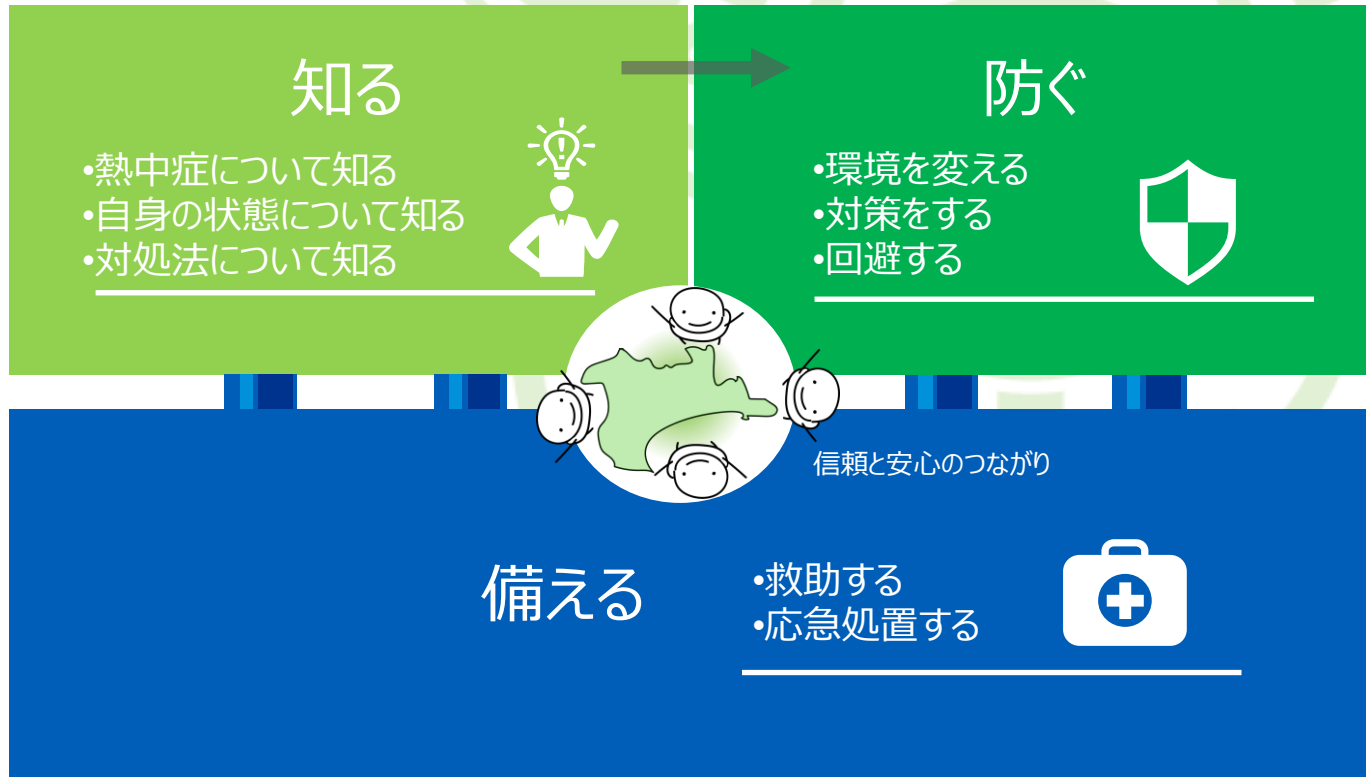 知る
•熱中症について知る
•自身の状態について知る
•対処法について知る
防ぐ
•環境を変える
•対策をする
•回避する
信頼と安心のつながり
備える
•救助する
•応急処置する